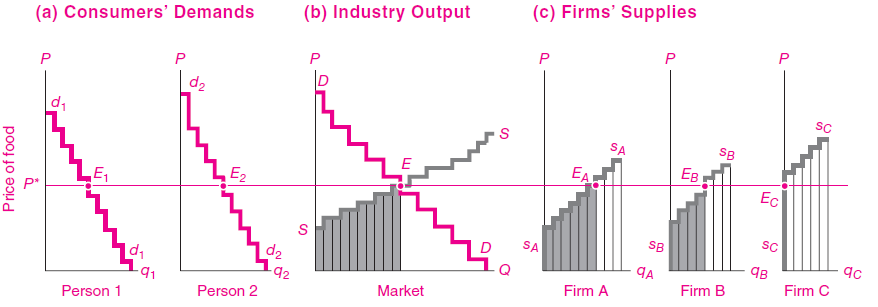 (a) Consumers' Demands
(b) Industry Output
(c) Firms' Supplies
P
P
P
P
P
P
d1
d2
D
S
sA
sB
sC
Price of food
P*
E1
E2
E
EA
EB
EC
S
sA
sB
sC
d1
d2
D
q1
q2
Q
qA
qB
qC
Person 1
Person 2
Market
Firm A
Firm B
Firm C